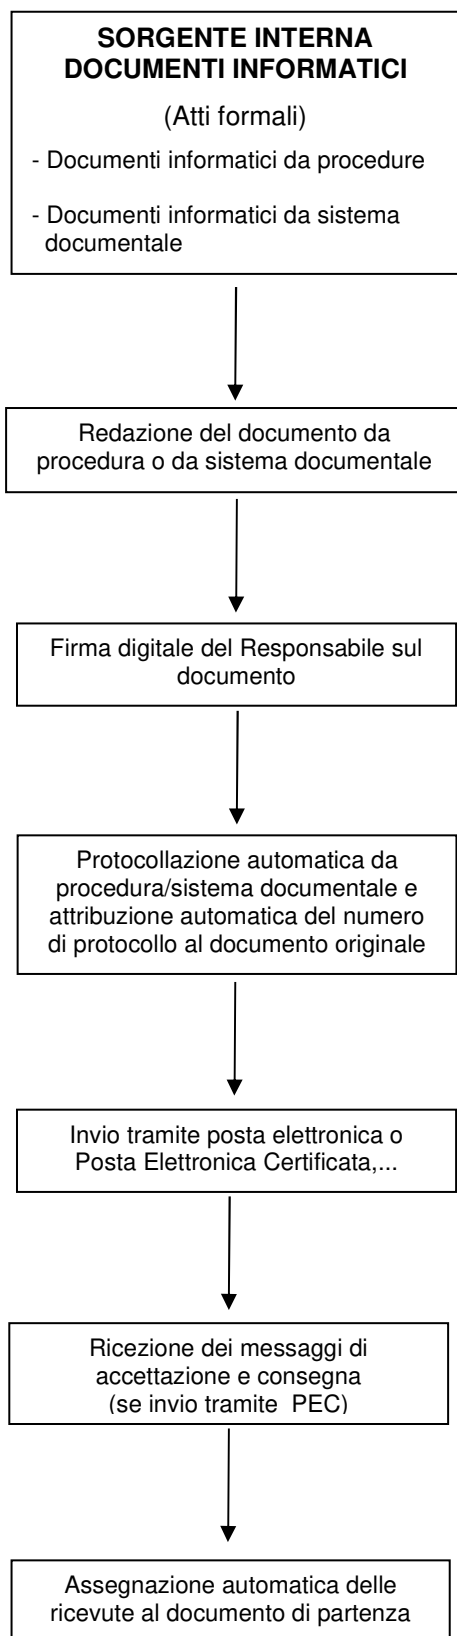 SORGENTE INTERNA
DOCUMENTI INFORMATICI
(Atti formali)
- Documenti informatici da procedure
- Documenti informatici da sistema
documentale
Redazione del documento da
procedura o da sistema documentale
Firma digitale del Responsabile sul
documento
Protocollazione automatica da
procedura/sistema documentale e
attribuzione automatica del numero
di protocollo al documento originale
Invio tramite posta elettronica o
Posta Elettronica Certificata,...
Ricezione dei messaggi di
accettazione e consegna
(se invio tramite PEC)
Assegnazione automatica delle
ricevute al documento di partenza